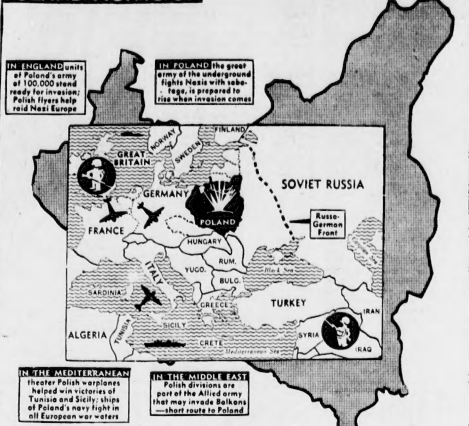 IN ENGLAND units
of Poland's army
of 100,000 stand
ready for invasion;
Polish flyers help
raid Nazi Europe
IN POLAND the great
army of the underground
fights Nazis with sabo-
tage, is prepared to
rise when invasion comes
NORWAY
SWEDEN
FINLAND
GREAT
BRITAIN
GERMANY
SOVIET RUSSIA
POLAND
FRANCE
Russo-
German
Front
HUNGARY
RUM.
YUGO.
BULG.
Black Sea
ITALY
SARDINIA
GREECE
TURKEY
IRAN
ALGERIA
TUNISIA
SICILY
CRETE
Mediterranean Sea
SYRIA
IRAQ
IN THE MEDITERRANEAN
theater Polish warplanes
helped win victories of
Tunisia and Sicily; ships
of Poland's navy fight in
all European war waters
IN THE MIDDLE EAST
Polish divisions are
part of the Allied army
that may invade Balkans
—short route to Poland